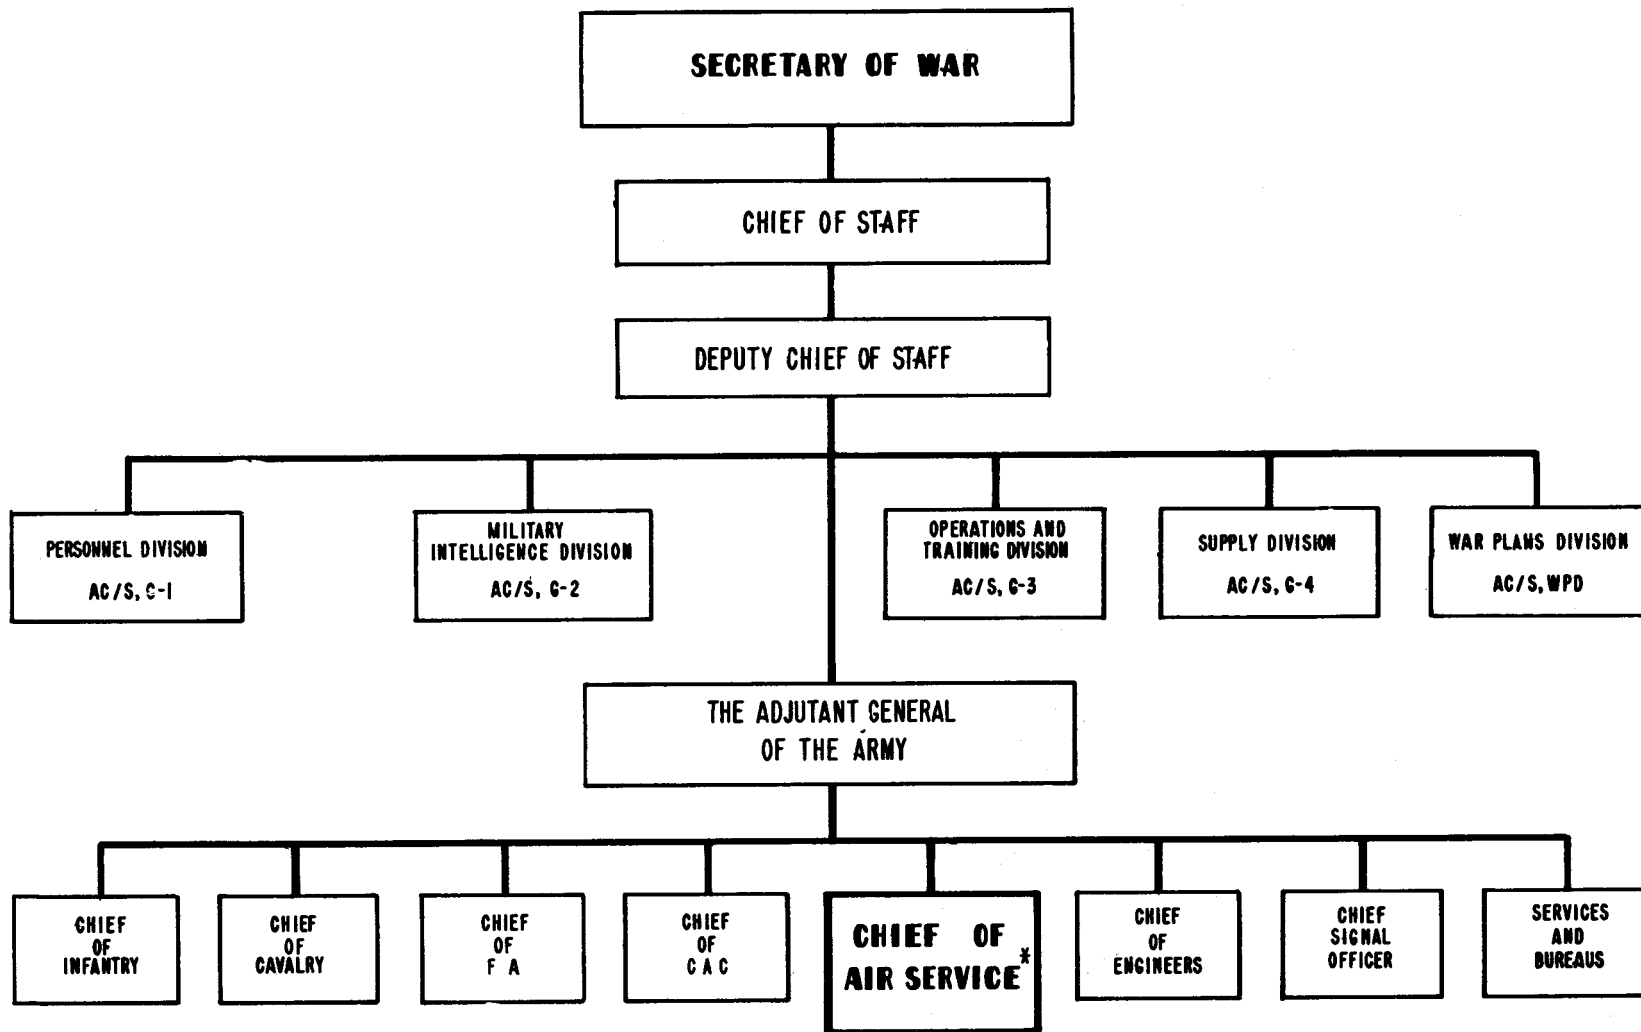 SECRETARY OF WAR
CHIEF OF STAFF
DEPUTY CHIEF OF STAFF
PERSONNEL DIVISION
AC/S, G-1
MILITARY
INTELLIGENCE DIVISION
AC/S, G-2
OPERATIONS AND
TRAINING DIVISION
AC/S, G-3
SUPPLY DIVISION
AC/S, G-4
WAR PLANS DIVISION
AC/S, WPD
THE ADJUTANT GENERAL
OF THE ARMY
CHIEF
OF
INFANTRY
CHIEF
OF
CAVALRY
CHIEF
OF
F A
CHIEF
OF
C A C
CHIEF OF
AIR SERVICE*
CHIEF
OF
ENGINEERS
CHIEF
SIGNAL
OFFICER
SERVICES
AND
BUREAUS